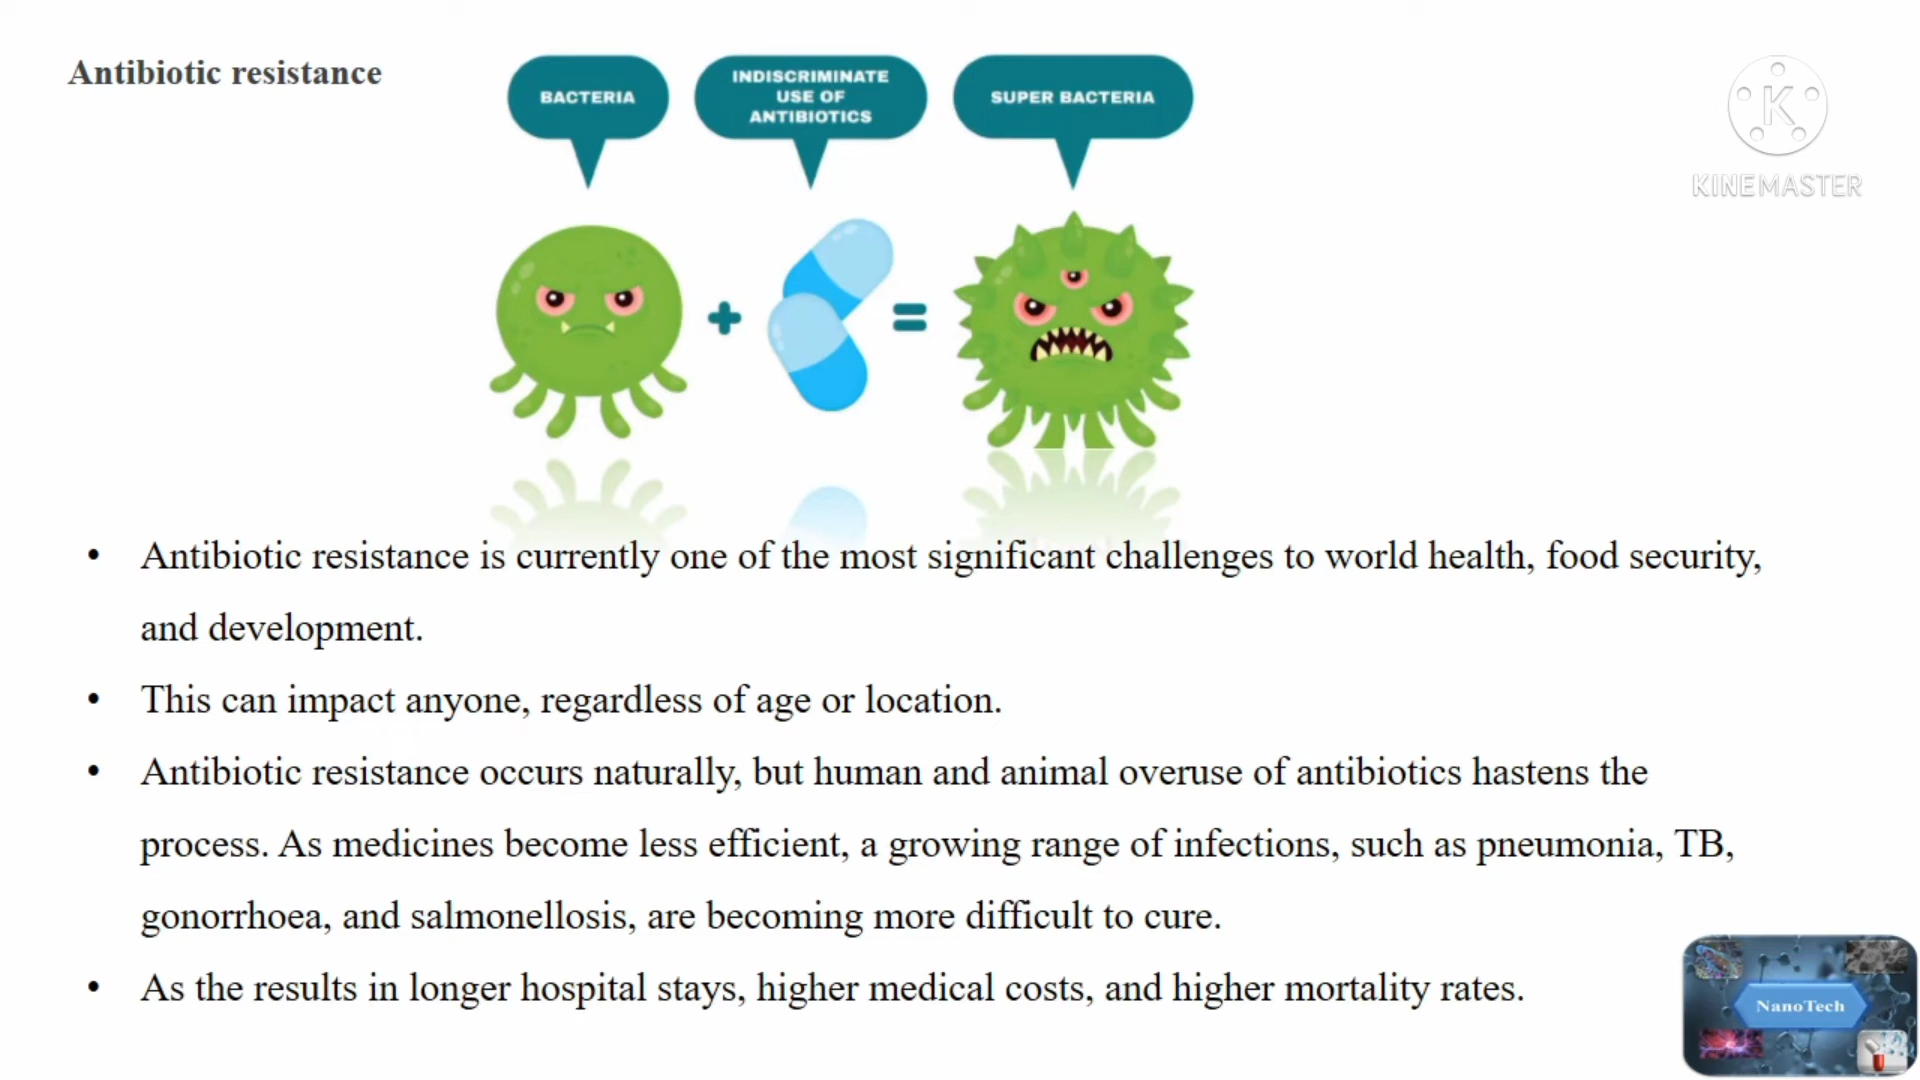 Antibiotic resistance
BACTERIA
INDISCRIMINATE
USE OF
ANTIBIOTICS
SUPER BACTERIA
K
KINEMASTER
• Antibiotic resistance is currently one of the most significant challenges to world health, food security,
and development.
• This can impact anyone, regardless of age or location.
• Antibiotic resistance occurs naturally, but human and animal overuse of antibiotics hastens the
process. As medicines become less efficient, a growing range of infections, such as pneumonia, TB,
gonorrhoea, and salmonellosis, are becoming more difficult to cure.
• As the results in longer hospital stays, higher medical costs, and higher mortality rates.
NanoTech